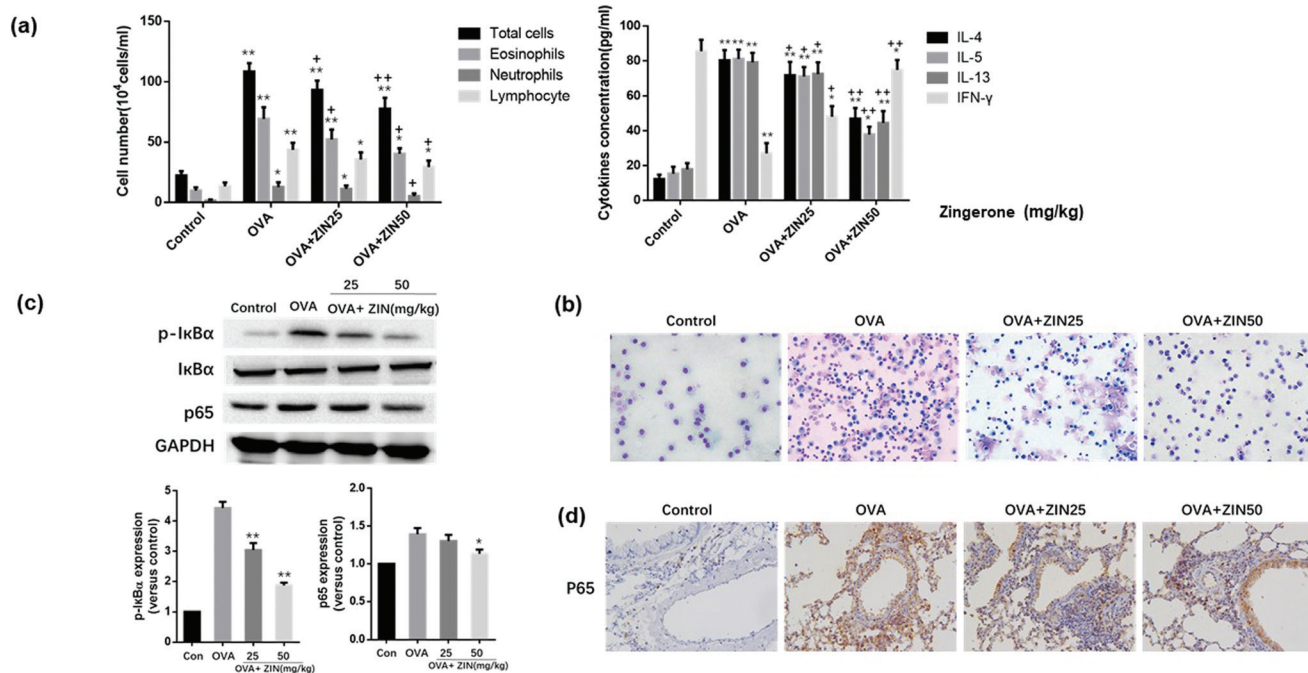 (a)
Cell number(10⁴cells/ml)
150
100
50
0
Total cells
Eosinophils
Neutrophils
Lymphocyte
** ** * **
+ ** + ** * *
++ ** + * + + *
Control
OVA
OVA+ZIN25
OVA+ZIN50
Cytokines concentration(pg/ml)
100
80
60
40
20
0
IL-4
IL-5
IL-13
IFN-γ
**** ** **
+ ** + ** + ** + *
++ ** ++ * ++ ** ++ *
Control
OVA
OVA+ZIN25
OVA+ZIN50
Zingerone (mg/kg)
(c)
25 50
Control OVA OVA+ ZIN(mg/kg)
p-IκBα
IκBα
p65
GAPDH
p-IκBα expression
(versus control)
5
4
3
2
1
0
**
**
Con OVA 25 50
OVA+ ZIN(mg/kg)
p65 expression
(versus control)
2.0
1.5
1.0
0.5
0.0
*
Con OVA 25 50
OVA+ ZIN(mg/kg)
(b)
Control OVA OVA+ZIN25 OVA+ZIN50
(d)
Control OVA OVA+ZIN25 OVA+ZIN50
P65